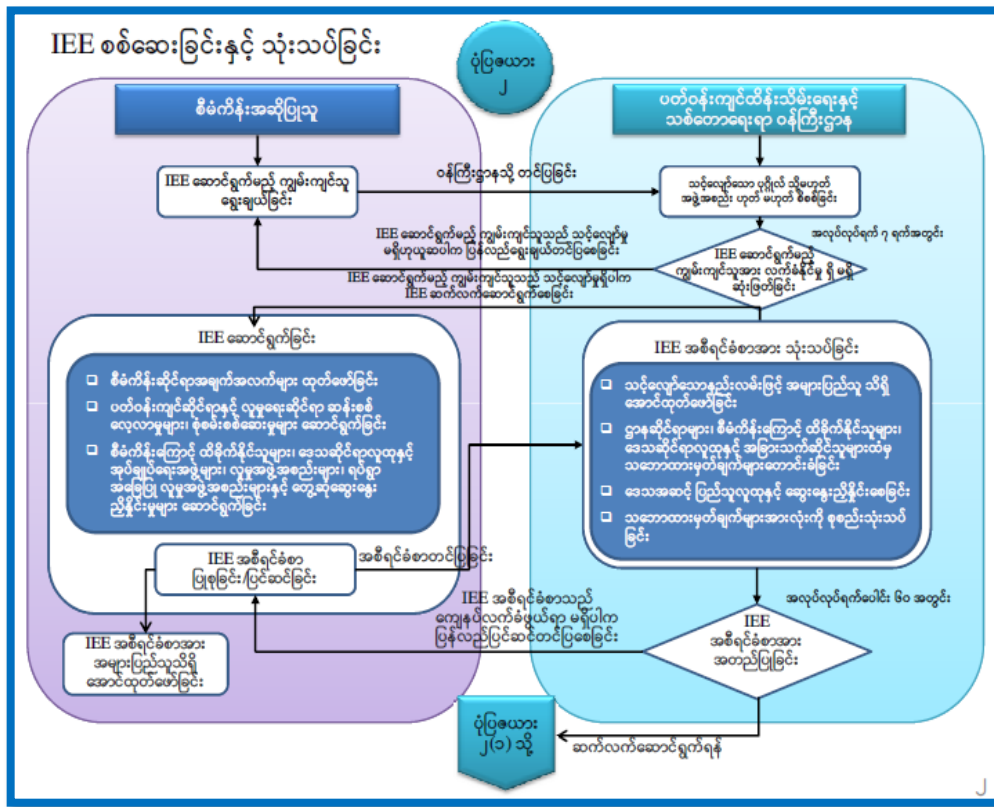 IEE စစ်ဆေးခြင်းနှင့် သုံးသပ်ခြင်း
ပုံပြဇယား
၂
စီမံကိန်းအဆိုပြုသူ
ပတ်ဝန်းကျင်ထိန်းသိမ်းရေးနှင့်
သစ်တောရေးရာ ဝန်ကြီးဌာန
IEE ဆောင်ရွက်မည့် ကျွမ်းကျင်သူ
ရွေးချယ်ခြင်း
ဝန်ကြီးဌာနသို့ တင်ပြခြင်း
သင့်လျော်သော ပုဂ္ဂိုလ် သို့မဟုတ်
အဖွဲ့အစည်း ဟုတ် မဟုတ် စိစစ်ခြင်း
အလုပ်လုပ်ရက် ၇ ရက်အတွင်း
IEE ဆောင်ရွက်မည့် ကျွမ်းကျင်သူသည် သင့်လျော်မှု
မရှိဟုယူဆပါက ပြန်လည်ရွေးချယ်တင်ပြစေခြင်း
IEE ဆောင်ရွက်မည့်
ကျွမ်းကျင်သူအား လက်ခံနိုင်မှု ရှိ မရှိ
ဆုံးဖြတ်ခြင်း
IEE ဆောင်ရွက်မည့် ကျွမ်းကျင်သူသည် သင့်လျော်မှုရှိပါက
IEE ဆက်လက်ဆောင်ရွက်စေခြင်း
IEE ဆောင်ရွက်ခြင်း
စီမံကိန်းဆိုင်ရာအချက်အလက်များ ထုတ်ဖော်ခြင်း
ပတ်ဝန်းကျင်ဆိုင်ရာနှင့် လူမှုရေးဆိုင်ရာ ဆန်းစစ်
လေ့လာမှုများ၊ စုံစမ်းစစ်ဆေးမှုများ ဆောင်ရွက်ခြင်း
စီမံကိန်းကြောင့် ထိခိုက်နိုင်သူများ၊ ဒေသဆိုင်ရာလူထုနှင့်
အုပ်ချုပ်ရေးအဖွဲ့များ၊ လူမှုအဖွဲ့အစည်းများ၊ ရပ်ရွာ
အခြေပြု လူမှုအဖွဲ့အစည်းများနှင့် တွေ့ဆုံဆွေးနွေး
ညှိနှိုင်းမှုများ ဆောင်ရွက်ခြင်း
IEE အစီရင်ခံစာအား သုံးသပ်ခြင်း
သင့်လျော်သောနည်းလမ်းဖြင့် အများပြည်သူ သိရှိ
အောင်ထုတ်ဖော်ခြင်း
ဌာနဆိုင်ရာများ၊ စီမံကိန်းကြောင့် ထိခိုက်နိုင်သူများ၊
ဒေသဆိုင်ရာလူထုနှင့် အခြားသက်ဆိုင်သူများထံမှ
သဘောထားမှတ်ချက်များတောင်းခံခြင်း
ဒေသအဆင့် ပြည်သူလူထုနှင့် ဆွေးနွေးညှိနှိုင်းစေခြင်း
သဘောထားမှတ်ချက်များအားလုံးကို စုစည်းသုံးသပ်
ခြင်း
IEE အစီရင်ခံစာ
ပြုစုခြင်း/ပြင်ဆင်ခြင်း
အစီရင်ခံစာတင်ပြခြင်း
IEE အစီရင်ခံစာသည်
ကျေနပ်လက်ခံဖွယ်ရာ မရှိပါက
ပြန်လည်ပြင်ဆင်တင်ပြစေခြင်း
အလုပ်လုပ်ရက်ပေါင်း ၆၀ အတွင်း
IEE
အစီရင်ခံစာအား
အတည်ပြုခြင်း
IEE အစီရင်ခံစာအား
အများပြည်သူသိရှိ
အောင်ထုတ်ဖော်ခြင်း
ပုံပြဇယား
၂(၁) သို့
ဆက်လက်ဆောင်ရွက်ရန်
၂